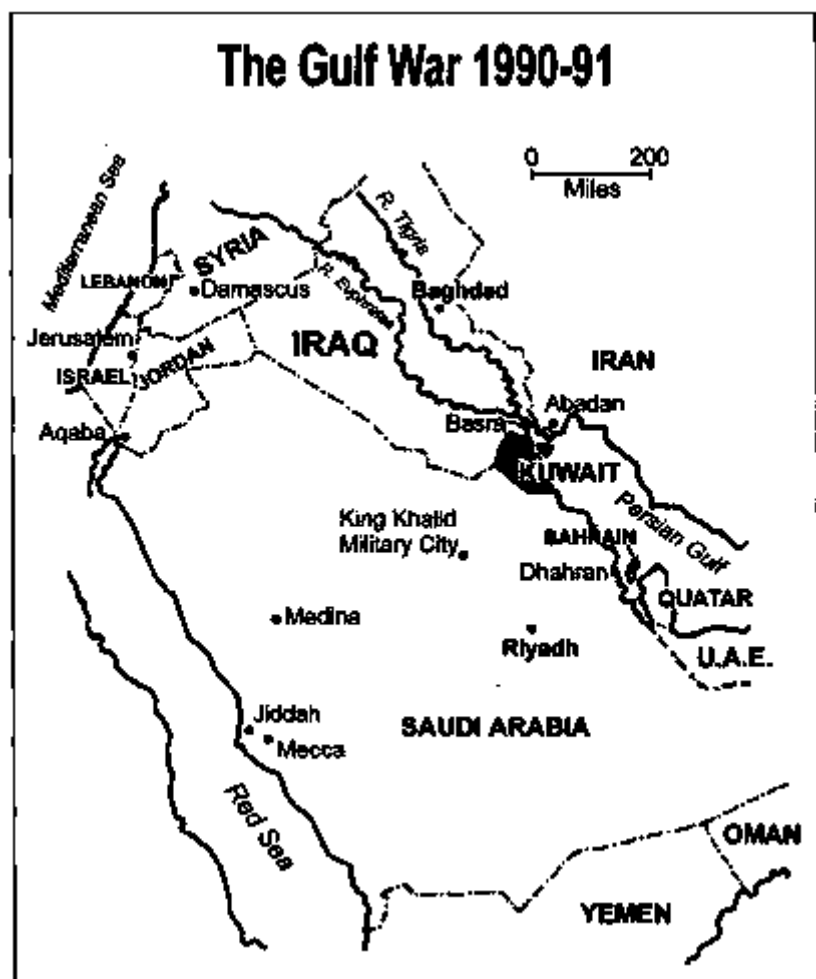 The Gulf War 1990-91
0 200
Miles
Mediterranean Sea
R. Tigris
SYRIA
LEBANON
Damascus
R. Euphrates
Baghdad
Jerusalem
IRAQ
IRAN
ISRAEL
JORDAN
Abadan
Basra
Aqaba
KUWAIT
King Khalid
Military City
Persian Gulf
BAHRAIN
Dhahran
QUATAR
Medina
Riyadh
U.A.E.
Jiddah
Mecca
SAUDI ARABIA
Red Sea
OMAN
YEMEN